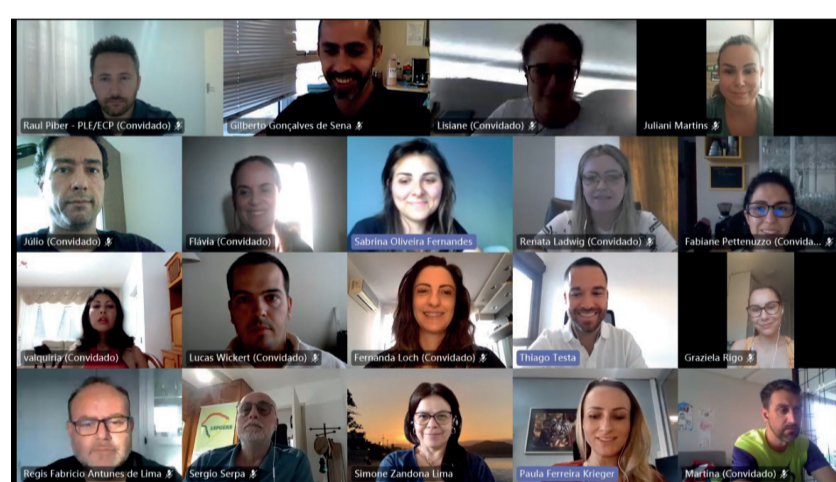 Raul Piber - PLE/ECP (Convidado)
Gilberto Gonçalves de Sena
Lisiane (Convidado)
Juliani Martins
Júlio (Convidado)
Flávia (Convidado)
Sabrina Oliveira Fernandes
Renata Ladwig (Convidado)
Fabiane Pettenuzzo (Convida...
valquiria (Convidado)
Lucas Wickert (Convidado)
Fernanda Loch (Convidado)
Thiago Testa
Graziela Rigo
Regis Fabricio Antunes de Lima
Sergio Serpa
Simone Zandona Lima
Paula Ferreira Krieger
Martina (Convidado)